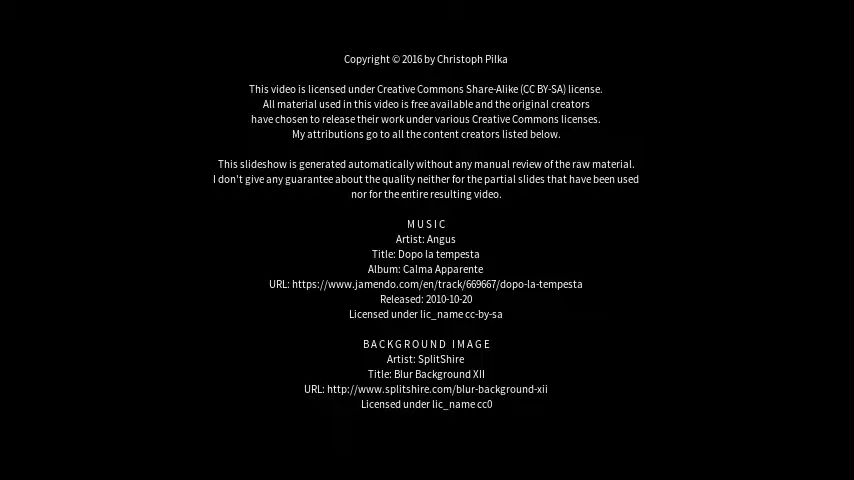 Copyright © 2016 by Christoph Pilka
This video is licensed under Creative Commons Share-Alike (CC BY-SA) license.
All material used in this video is free available and the original creators
have chosen to release their work under various Creative Commons licenses.
My attributions go to all the content creators listed below.
This slideshow is generated automatically without any manual review of the raw material.
I don't give any guarantee about the quality neither for the partial slides that have been used
nor for the entire resulting video.
MUSIC
Artist: Angus
Title: Dopo la tempesta
Album: Calma Apparente
URL: https://www.jamendo.com/en/track/669667/dopo-la-tempesta
Released: 2010-10-20
Licensed under lic_name cc-by-sa
BACKGROUND IMAGE
Artist: SplitShire
Title: Blur Background XII
URL: http://www.splitshire.com/blur-background-xii
Licensed under lic_name cc0